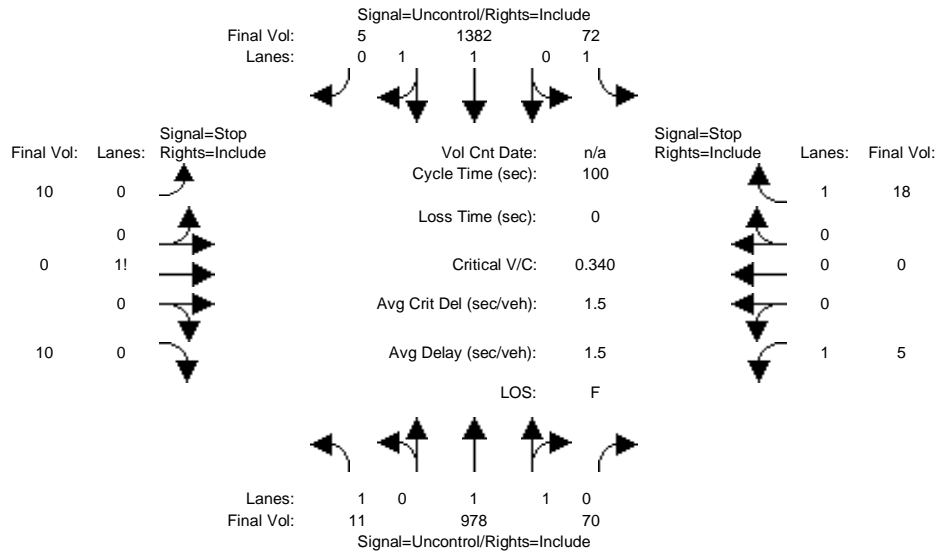 Signal=Uncontrol/Rights=Include
Final Vol: 5 1382 72
Lanes: 0 1 1 0 1
Signal=Stop Signal=Stop
Final Vol: Lanes: Rights=Include Vol Cnt Date: n/a Rights=Include Lanes: Final Vol:
Cycle Time (sec): 100
10 0 1 18
Loss Time (sec): 0
0 0
0 1! Critical V/C: 0.340 0 0
0 Avg Crit Del (sec/veh): 1.5 0
10 0 Avg Delay (sec/veh): 1.5 1 5
LOS: F
Lanes: 1 0 1 1 0
Final Vol: 11 978 70
Signal=Uncontrol/Rights=Include